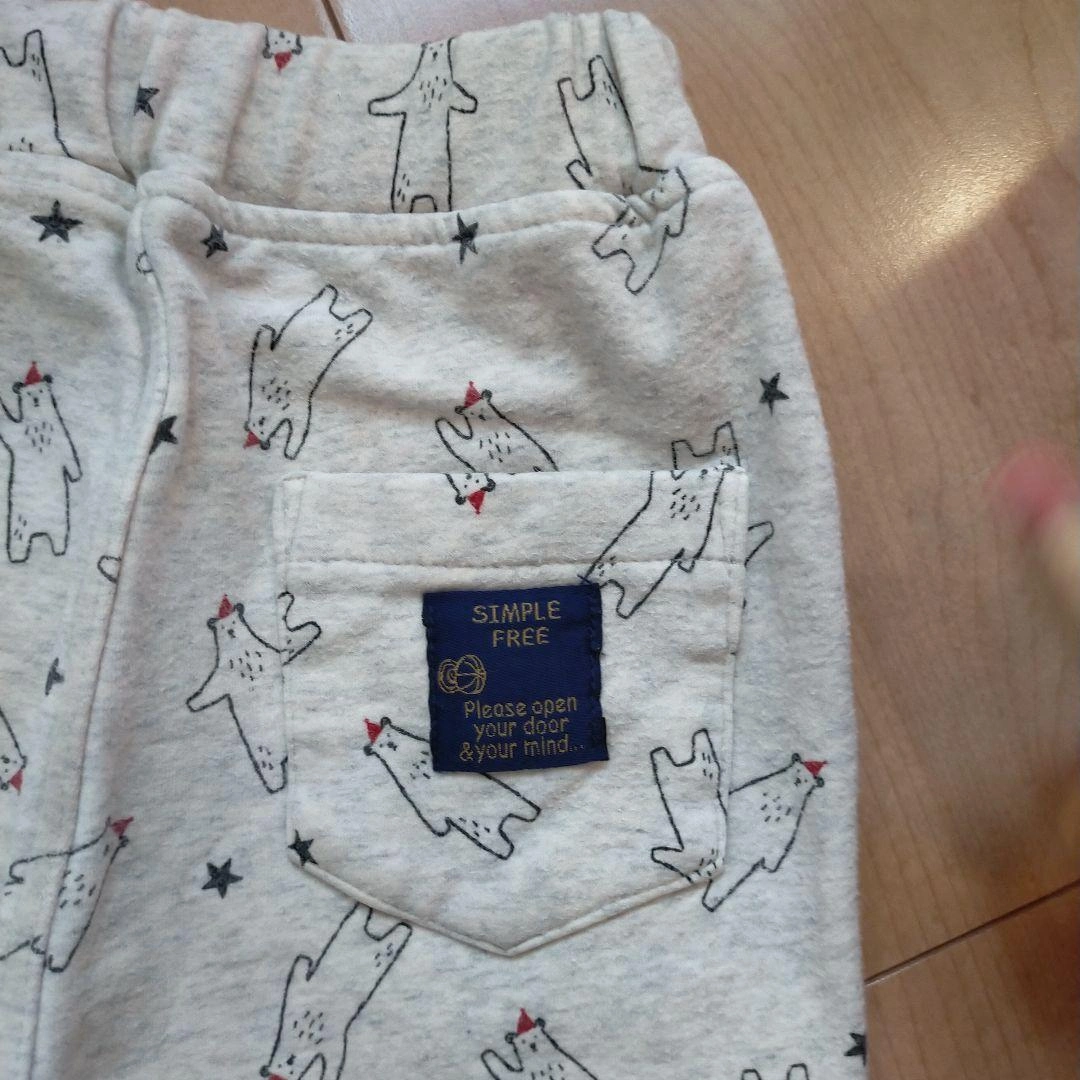 SIMPLE
FREE
Please open
your door
&your mind...